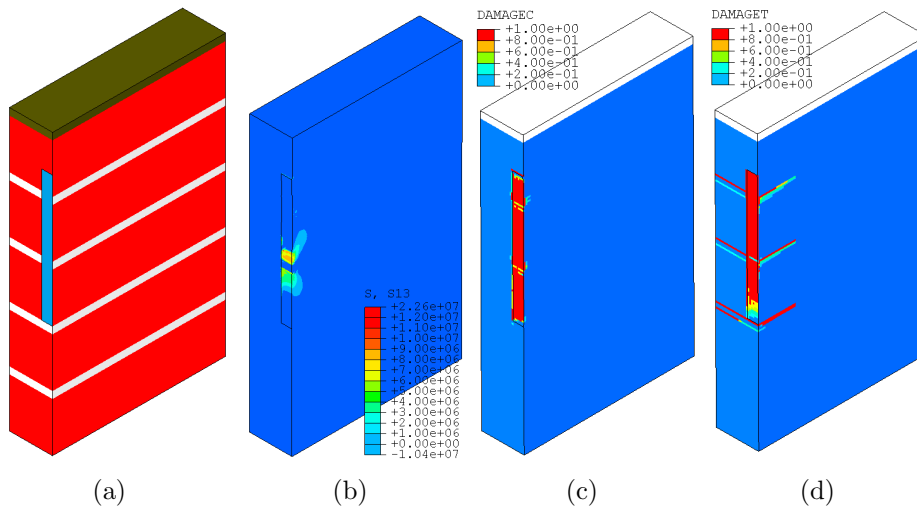 DAMAGEC
+1.00e+00
+8.00e-01
+6.00e-01
+4.00e-01
+2.00e-01
+0.00e+00
DAMAGET
+1.00e+00
+8.00e-01
+6.00e-01
+4.00e-01
+2.00e-01
+0.00e+00
S, S13
+2.26e+07
+1.20e+07
+1.10e+07
+1.00e+07
+9.00e+06
+8.00e+06
+7.00e+06
+6.00e+06
+5.00e+06
+4.00e+06
+3.00e+06
+2.00e+06
+1.00e+06
+0.00e+00
-1.04e+07
(a)
(b)
(c)
(d)